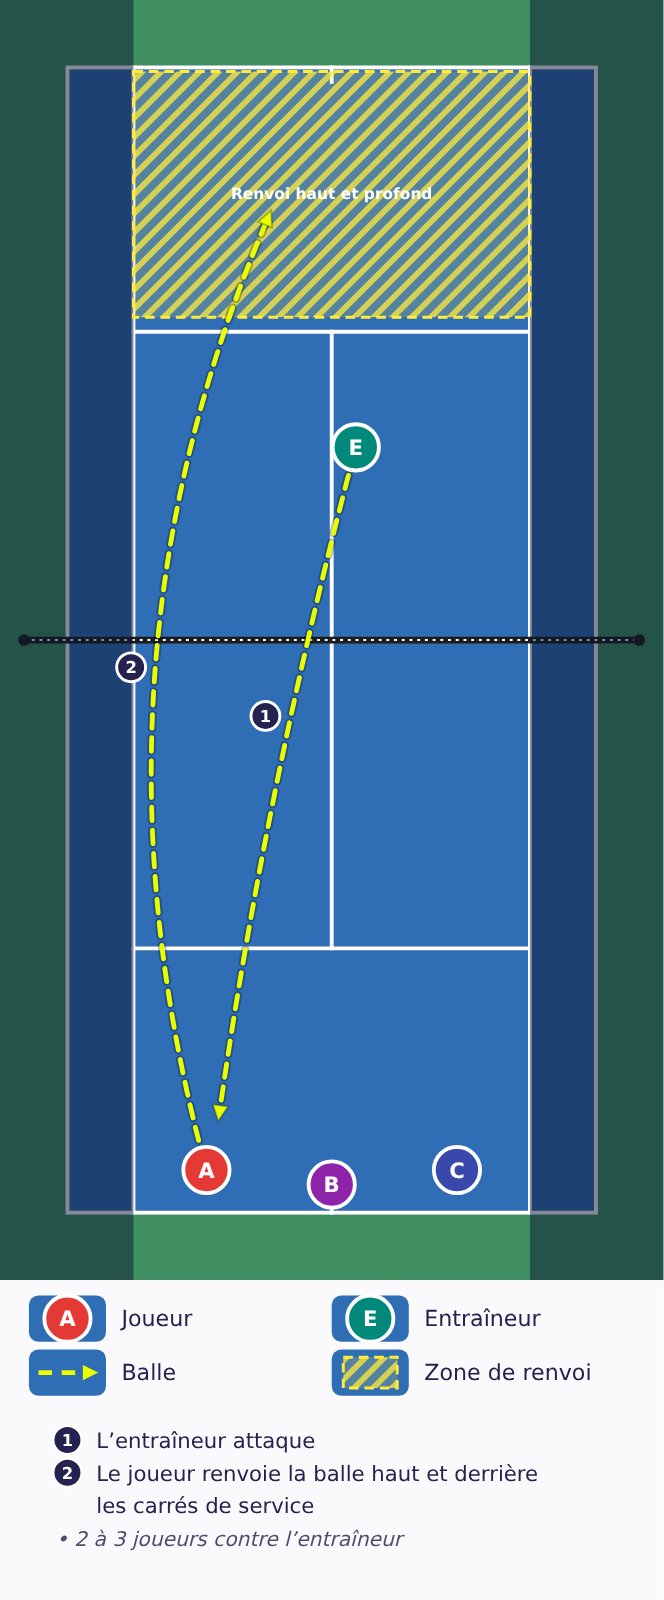 Renvoi haut et profond
E
2
1
A
B
C
A Joueur
E Entraîneur
Balle
Zone de renvoi
1 L’entraîneur attaque
2 Le joueur renvoie la balle haut et derrière
les carrés de service
• 2 à 3 joueurs contre l’entraîneur